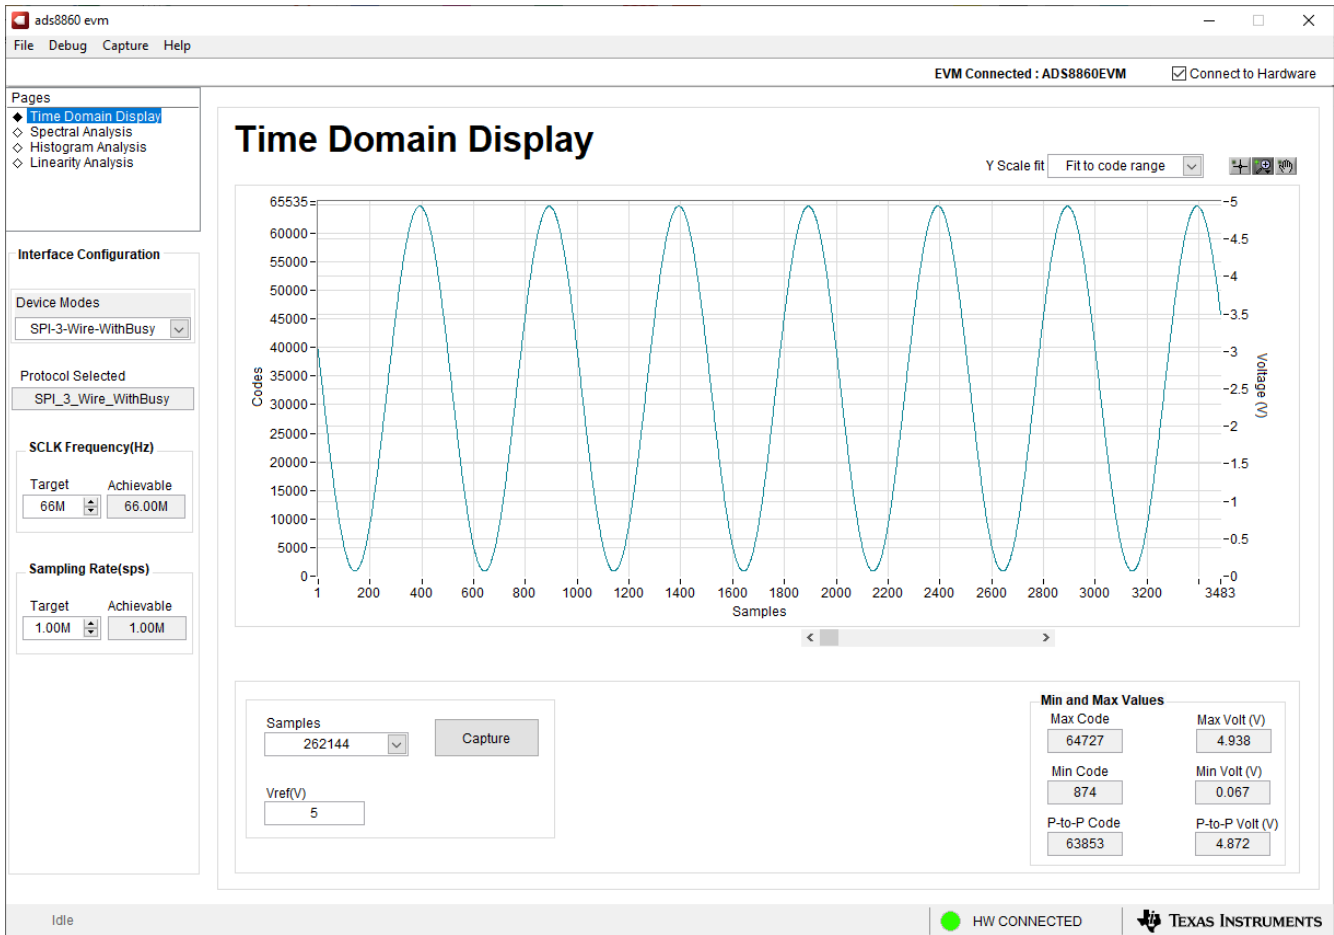 ads8860 evm
File Debug Capture Help
EVM Connected : ADS8860EVM
Connect to Hardware
Pages
Time Domain Display
Spectral Analysis
Histogram Analysis
Linearity Analysis
Interface Configuration
Device Modes
SPI-3-Wire-WithBusy
Protocol Selected
SPI_3_Wire_WithBusy
SCLK Frequency(Hz)
Target Achievable
66M 66.00M
Sampling Rate(sps)
Target Achievable
1.00M 1.00M
Time Domain Display
Y Scale fit Fit to code range
65535
60000
55000
50000
45000
40000
35000
30000
25000
20000
15000
10000
5000
0
Codes
5
4.5
4
3.5
3
2.5
2
1.5
1
0.5
0
Voltage (V)
1 200 400 600 800 1000 1200 1400 1600 1800 2000 2200 2400 2600 2800 3000 3200 3483
Samples
Samples
262144
Capture
Vref(V)
5
Min and Max Values
Max Code Max Volt (V)
64727 4.938
Min Code Min Volt (V)
874 0.067
P-to-P Code P-to-P Volt (V)
63853 4.872
Idle
HW CONNECTED
TEXAS INSTRUMENTS